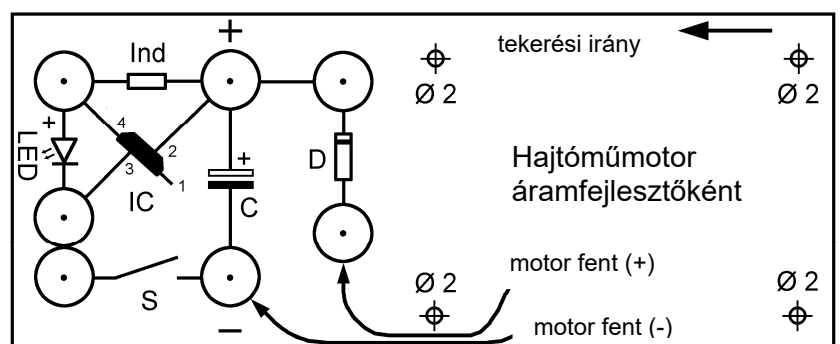 Ind
+
tekerési irány
Ø 2
Ø 2
+
LED
4
3
2
1
IC
+
C
D
Hajtóműmotor
áramfejlesztőként
S
–
motor fent (+)
Ø 2
Ø 2
motor fent (-)